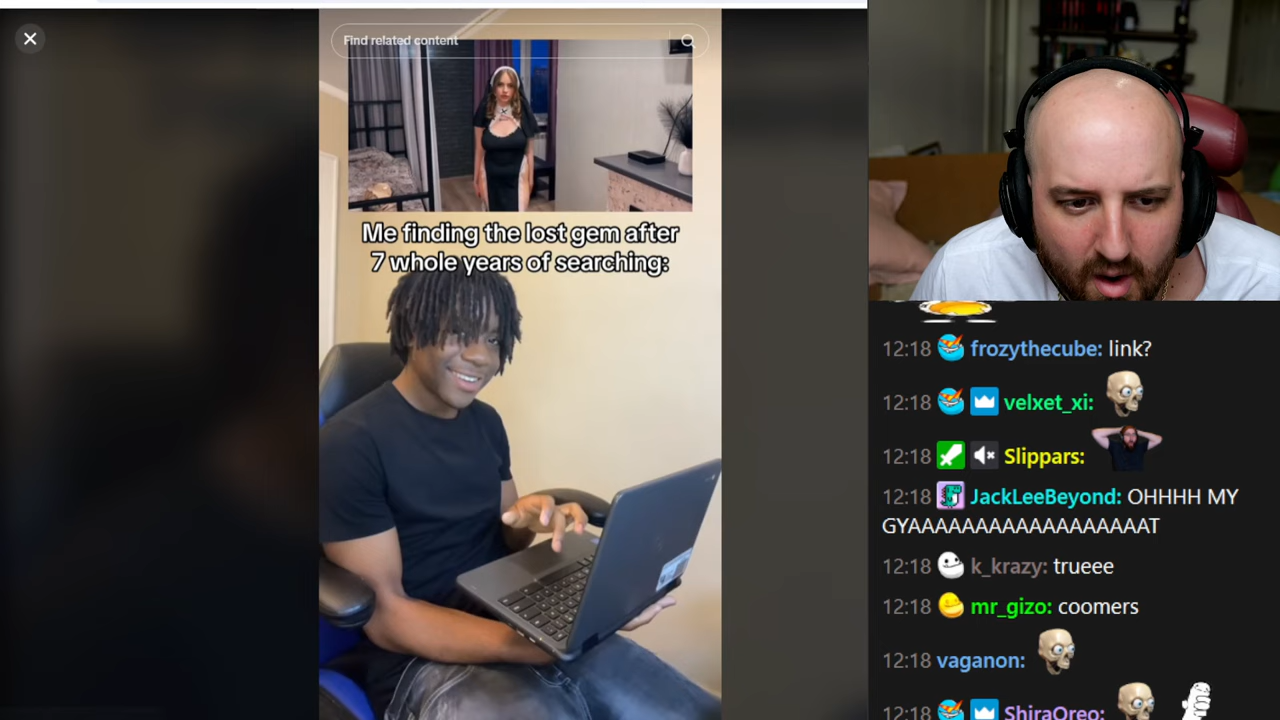 Find related content
Me finding the lost gem after
7 whole years of searching:
12:18 frozythecube: link?
12:18 velxet_xi:
12:18 Slippars:
12:18 JackLeeBeyond: OHHHH MY
GYAAAAAAAAAAAAAAAAAAT
12:18 k_krazy: trueee
12:18 mr_gizo: coomers
12:18 vaganon:
12:18 ShiraOreo: